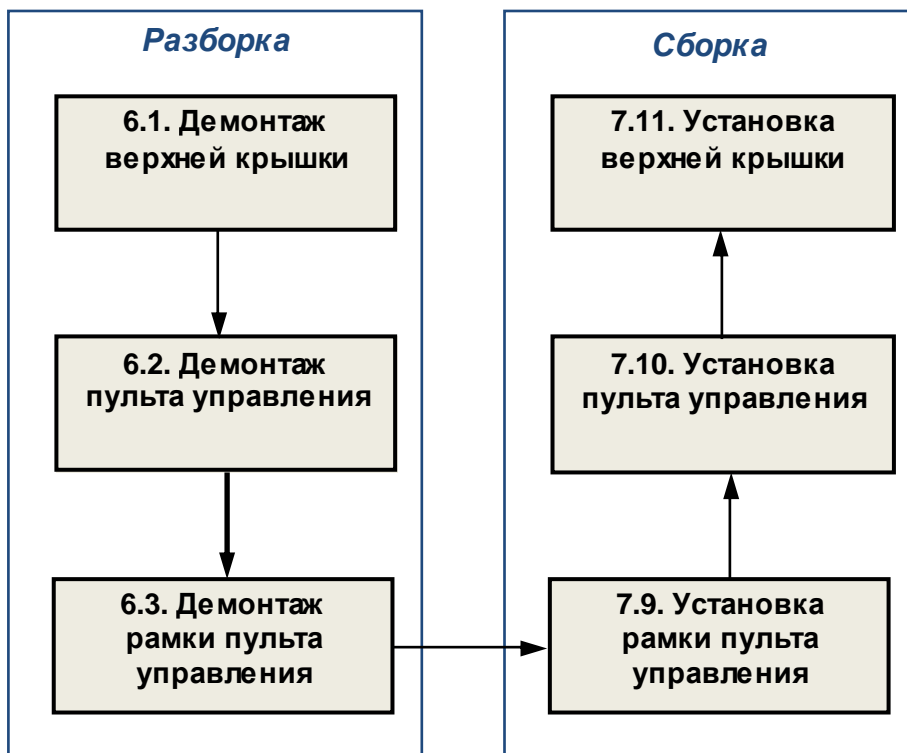 Разборка
6.1. Демонтаж
верхней крышки
6.2. Демонтаж
пульта управления
6.3. Демонтаж
рамки пульта
управления
Сборка
7.11. Установка
верхней крышки
7.10. Установка
пульта управления
7.9. Установка
рамки пульта
управления